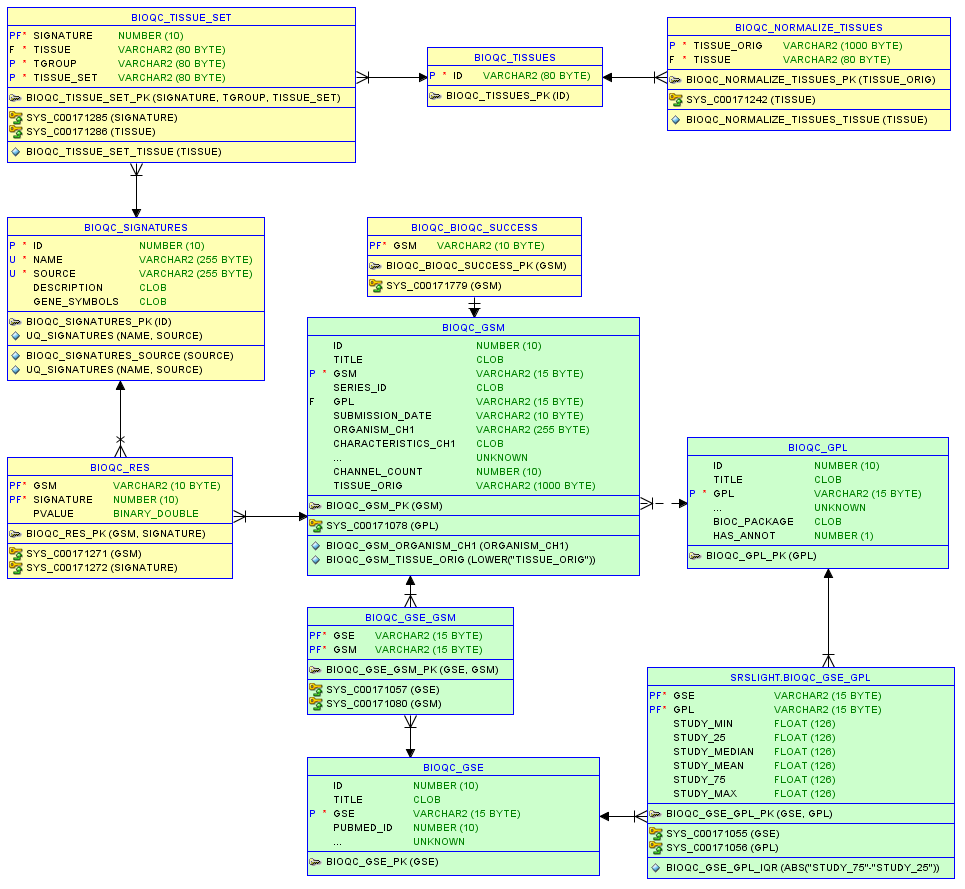 BIOQC_TISSUE_SET
PF* SIGNATURE NUMBER (10)
F * TISSUE VARCHAR2 (80 BYTE)
P * TGROUP VARCHAR2 (80 BYTE)
P * TISSUE_SET VARCHAR2 (80 BYTE)
BIOQC_TISSUE_SET_PK (SIGNATURE, TGROUP, TISSUE_SET)
SYS_C00171285 (SIGNATURE)
SYS_C00171286 (TISSUE)
BIOQC_TISSUE_SET_TISSUE (TISSUE)
BIOQC_TISSUES
P * ID VARCHAR2 (80 BYTE)
BIOQC_TISSUES_PK (ID)
BIOQC_NORMALIZE_TISSUES
P * TISSUE_ORIG VARCHAR2 (1000 BYTE)
F * TISSUE VARCHAR2 (80 BYTE)
BIOQC_NORMALIZE_TISSUES_PK (TISSUE_ORIG)
SYS_C00171242 (TISSUE)
BIOQC_NORMALIZE_TISSUES_TISSUE (TISSUE)
BIOQC_SIGNATURES
P * ID NUMBER (10)
U * NAME VARCHAR2 (255 BYTE)
U * SOURCE VARCHAR2 (255 BYTE)
DESCRIPTION CLOB
GENE_SYMBOLS CLOB
BIOQC_SIGNATURES_PK (ID)
UQ_SIGNATURES (NAME, SOURCE)
BIOQC_SIGNATURES_SOURCE (SOURCE)
UQ_SIGNATURES (NAME, SOURCE)
BIOQC_BIOQC_SUCCESS
PF* GSM VARCHAR2 (10 BYTE)
BIOQC_BIOQC_SUCCESS_PK (GSM)
SYS_C00171779 (GSM)
BIOQC_GSM
ID NUMBER (10)
TITLE CLOB
P * GSM VARCHAR2 (15 BYTE)
SERIES_ID CLOB
F GPL VARCHAR2 (15 BYTE)
SUBMISSION_DATE VARCHAR2 (10 BYTE)
ORGANISM_CH1 VARCHAR2 (255 BYTE)
CHARACTERISTICS_CH1 CLOB
... UNKNOWN
CHANNEL_COUNT NUMBER (10)
TISSUE_ORIG VARCHAR2 (1000 BYTE)
BIOQC_GSM_PK (GSM)
SYS_C00171078 (GPL)
BIOQC_GSM_ORGANISM_CH1 (ORGANISM_CH1)
BIOQC_GSM_TISSUE_ORIG (LOWER("TISSUE_ORIG"))
BIOQC_GPL
ID NUMBER (10)
TITLE CLOB
P * GPL VARCHAR2 (15 BYTE)
... UNKNOWN
BIOC_PACKAGE CLOB
HAS_ANNOT NUMBER (1)
BIOQC_GPL_PK (GPL)
BIOQC_RES
PF* GSM VARCHAR2 (10 BYTE)
PF* SIGNATURE NUMBER (10)
PVALUE BINARY_DOUBLE
BIOQC_RES_PK (GSM, SIGNATURE)
SYS_C00171271 (GSM)
SYS_C00171272 (SIGNATURE)
BIOQC_GSE_GSM
PF* GSE VARCHAR2 (15 BYTE)
PF* GSM VARCHAR2 (15 BYTE)
BIOQC_GSE_GSM_PK (GSE, GSM)
SYS_C00171057 (GSE)
SYS_C00171080 (GSM)
BIOQC_GSE
ID NUMBER (10)
TITLE CLOB
P * GSE VARCHAR2 (15 BYTE)
PUBMED_ID NUMBER (10)
... UNKNOWN
BIOQC_GSE_PK (GSE)
SRSLIGHT.BIOQC_GSE_GPL
PF* GSE VARCHAR2 (15 BYTE)
PF* GPL VARCHAR2 (15 BYTE)
STUDY_MIN FLOAT (126)
STUDY_25 FLOAT (126)
STUDY_MEDIAN FLOAT (126)
STUDY_MEAN FLOAT (126)
STUDY_75 FLOAT (126)
STUDY_MAX FLOAT (126)
BIOQC_GSE_GPL_PK (GSE, GPL)
SYS_C00171055 (GSE)
SYS_C00171056 (GPL)
BIOQC_GSE_GPL_IQR (ABS("STUDY_75"-"STUDY_25"))